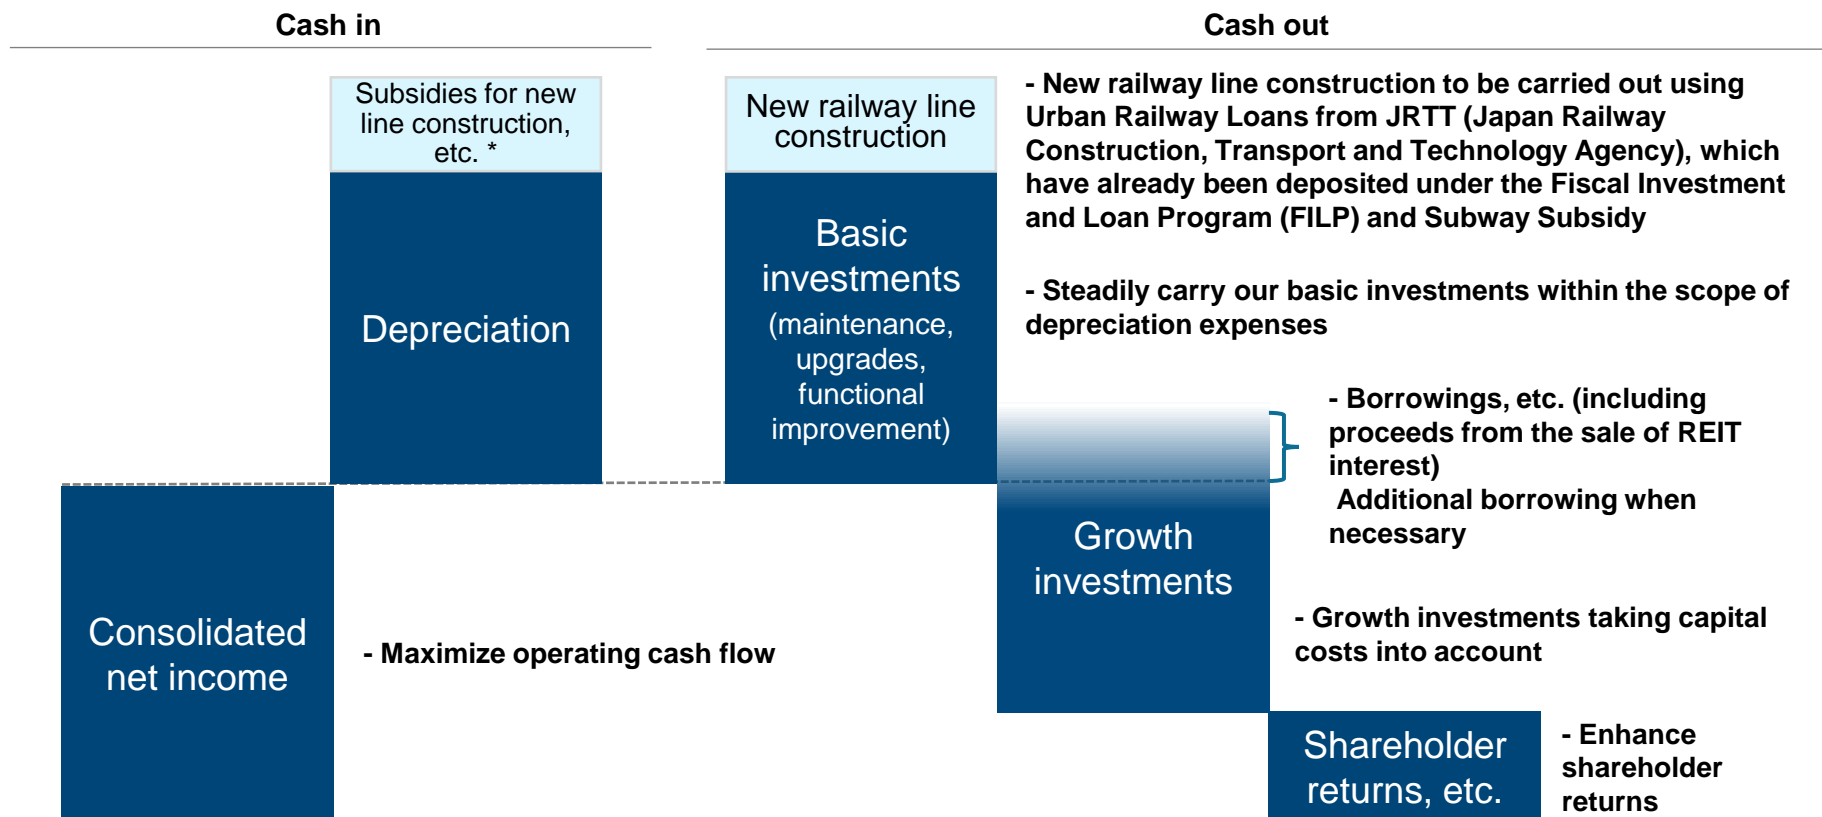 Cash in
Cash out
Subsidies for new
line construction,
etc. *
Depreciation
Consolidated
net income
- Maximize operating cash flow
New railway line
construction
Basic
investments
(maintenance,
upgrades,
functional
improvement)
Growth
investments
Shareholder
returns, etc.
- New railway line construction to be carried out using
Urban Railway Loans from JRTT (Japan Railway
Construction, Transport and Technology Agency), which
have already been deposited under the Fiscal Investment
and Loan Program (FILP) and Subway Subsidy
- Steadily carry our basic investments within the scope of
depreciation expenses
- Borrowings, etc. (including
proceeds from the sale of REIT
interest)
Additional borrowing when
necessary
- Growth investments taking capital
costs into account
- Enhance
shareholder
returns